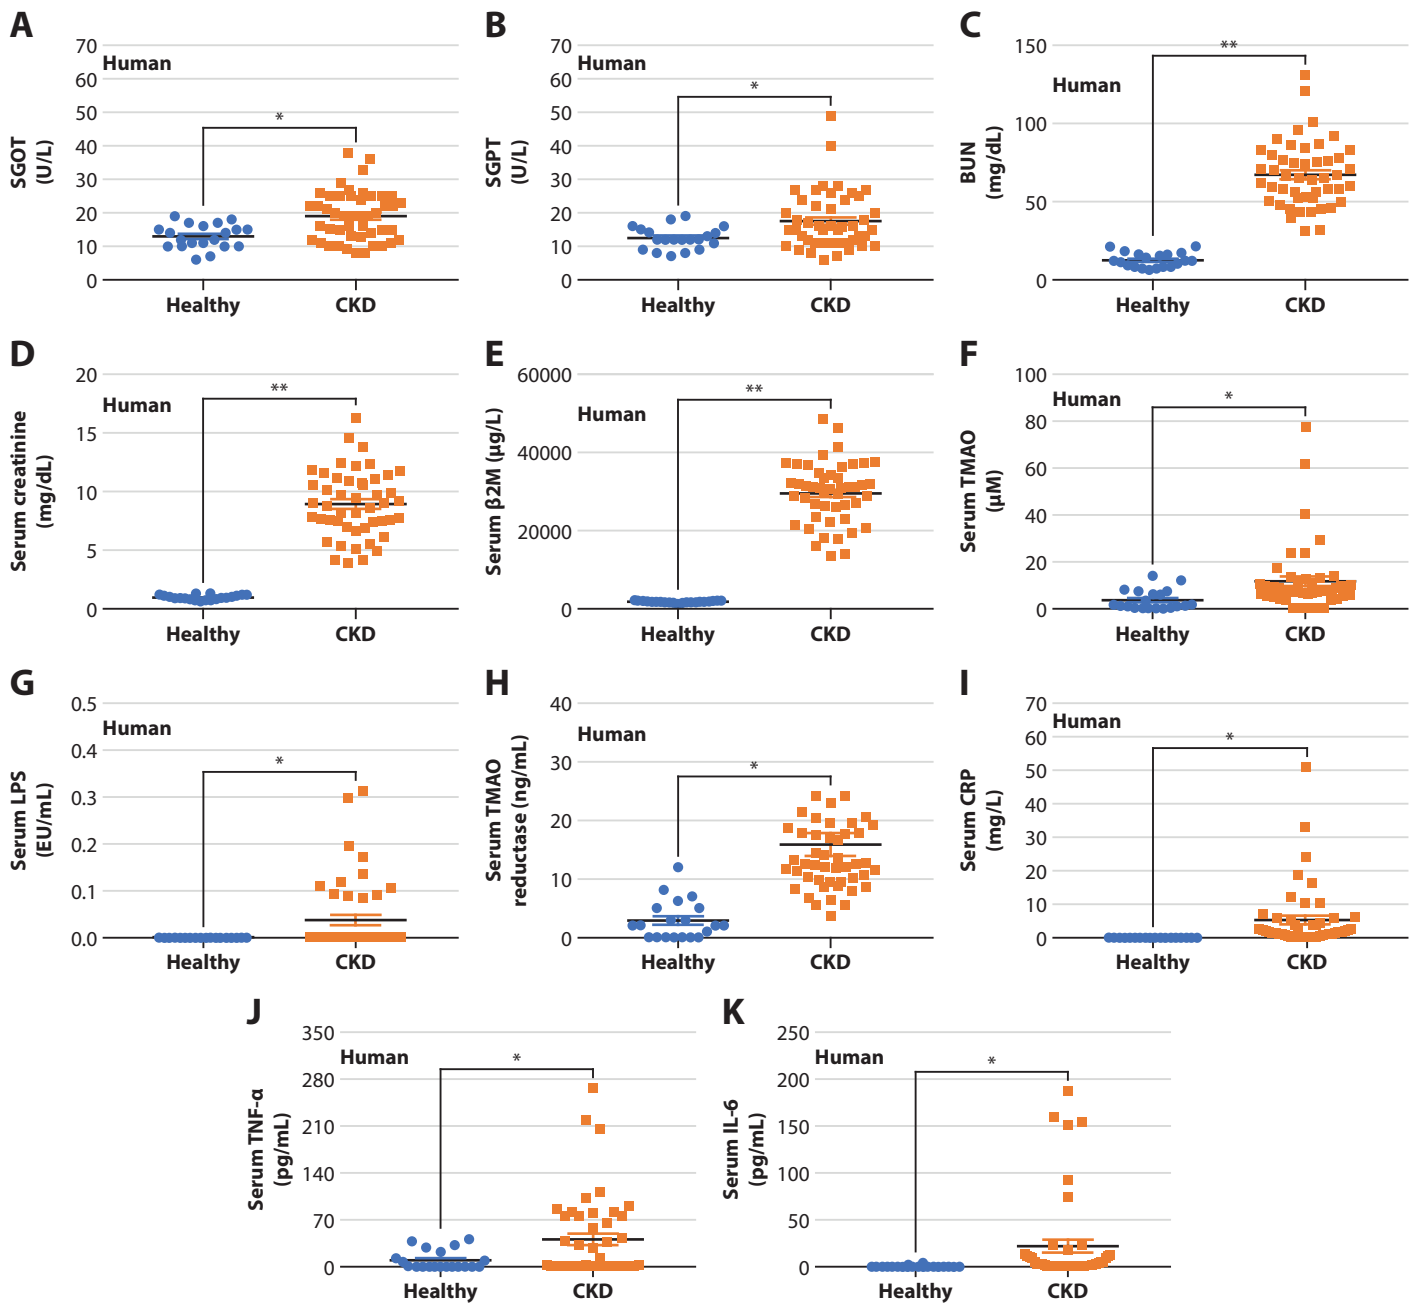 A
70
60
50
40
30
20
10
0
Human
*
SGOT
(U/L)
Healthy
CKD
B
70
60
50
40
30
20
10
0
Human
*
SGPT
(U/L)
Healthy
CKD
C
150
100
50
0
Human
**
BUN
(mg/dL)
Healthy
CKD
D
20
15
10
5
0
Human
**
Serum creatinine
(mg/dL)
Healthy
CKD
E
60000
40000
20000
0
Human
**
Serum β2M (μg/L)
Healthy
CKD
F
100
80
60
40
20
0
Human
*
Serum TMAO
(μM)
Healthy
CKD
G
0.5
0.4
0.3
0.2
0.1
0.0
Human
*
Serum LPS
(EU/mL)
Healthy
CKD
H
40
30
20
10
0
Human
*
Serum TMAO
reductase (ng/mL)
Healthy
CKD
I
70
60
50
40
30
20
10
0
Human
*
Serum CRP
(mg/L)
Healthy
CKD
J
350
280
210
140
70
0
Human
*
Serum TNF-α
(pg/mL)
Healthy
CKD
K
250
200
150
100
50
0
Human
*
Serum IL-6
(pg/mL)
Healthy
CKD